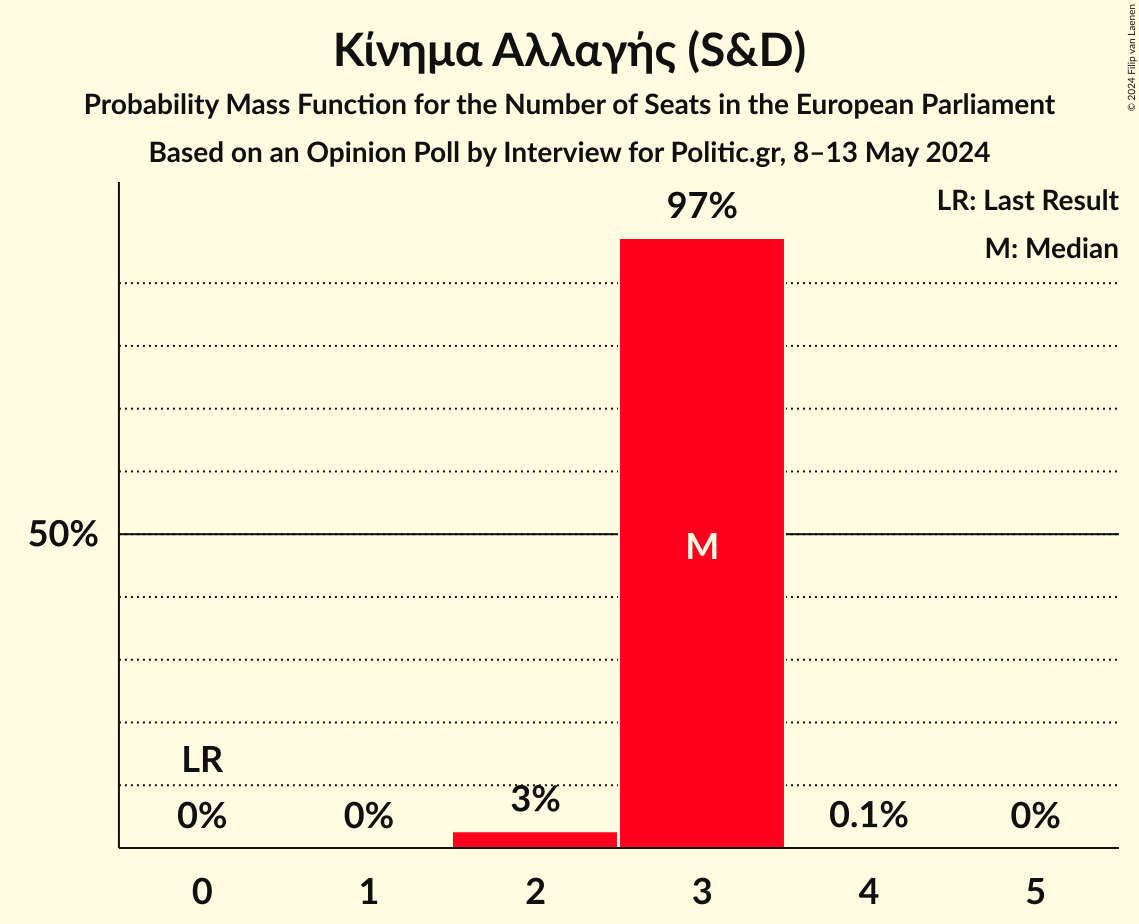 Κίνημα Αλλαγής (S&D)
Probability Mass Function for the Number of Seats in the European Parliament
Based on an Opinion Poll by Interview for Politic.gr, 8–13 May 2024
© 2024 Filip van Laenen
LR: Last Result
M: Median
97%
50%
M
LR
0%
0%
3%
0.1%
0%
0
1
2
3
4
5